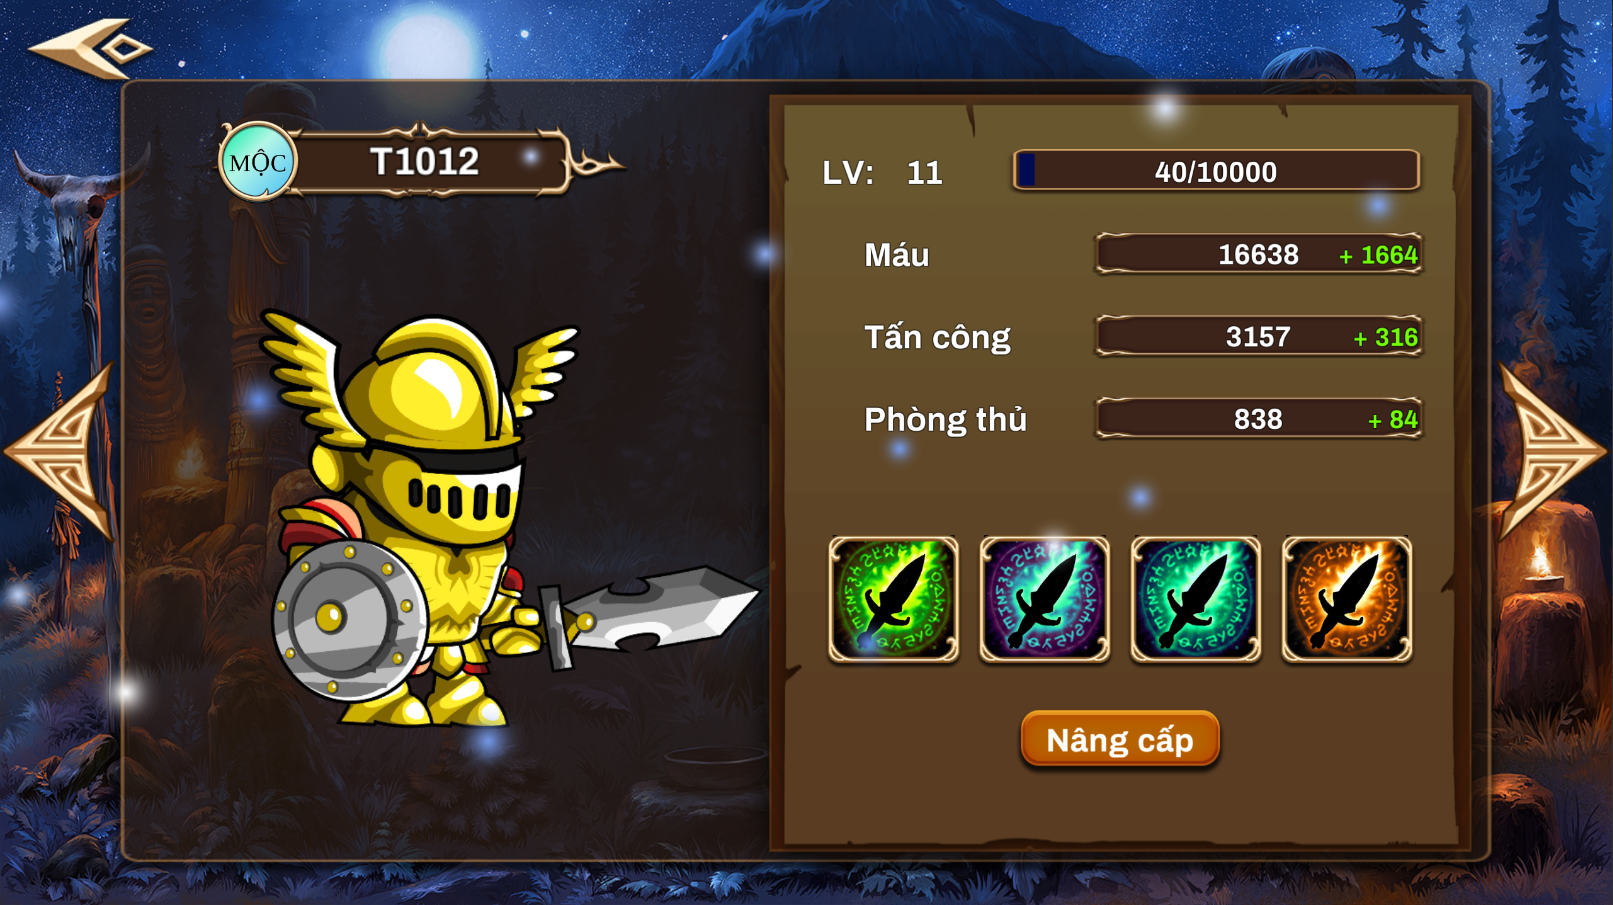 MỘC
T1012
LV: 11
40/10000
Máu
16638 + 1664
Tấn công
3157 + 316
Phòng thủ
838 + 84
Nâng cấp